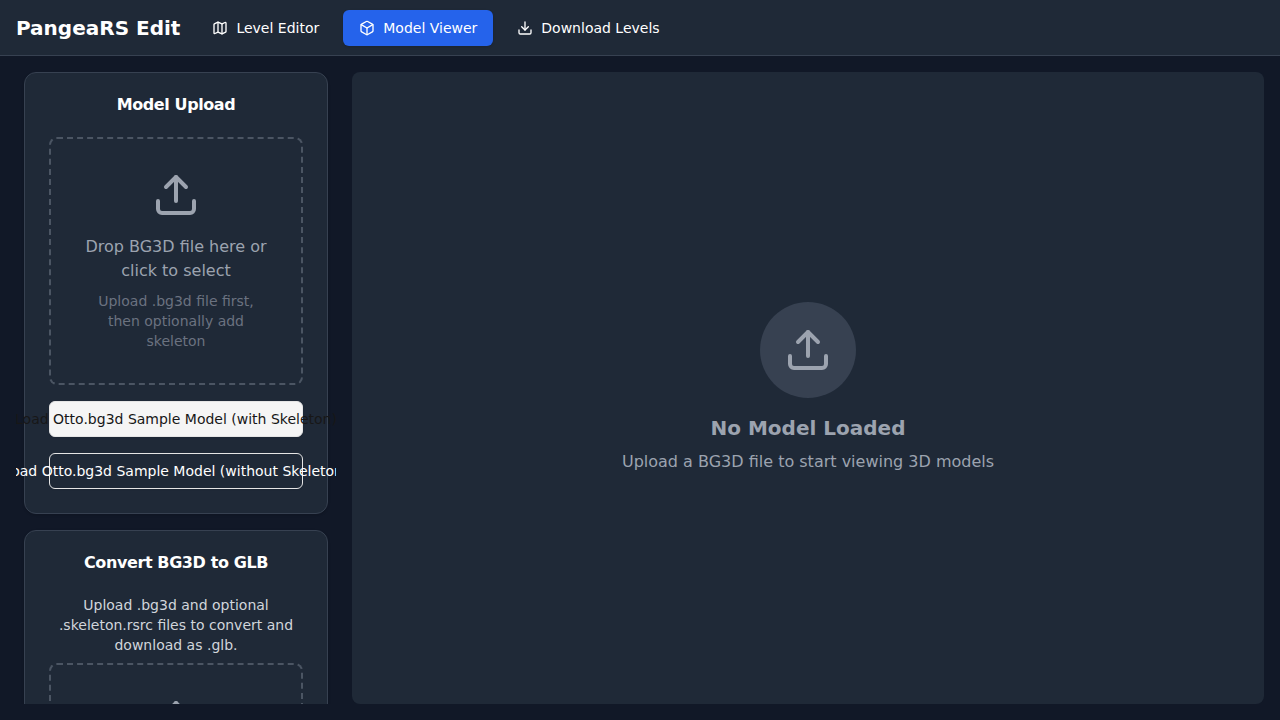 PangeaRS Edit
Level Editor
Model Viewer
Download Levels
Model Upload
Drop BG3D file here or
click to select
Upload .bg3d file first,
then optionally add
skeleton
Otto.bg3d Sample Model (with Skeleton
Otto.bg3d Sample Model (without Skeleton
Convert BG3D to GLB
Upload .bg3d and optional
.skeleton.rsrc files to convert and
download as .glb.
No Model Loaded
Upload a BG3D file to start viewing 3D models